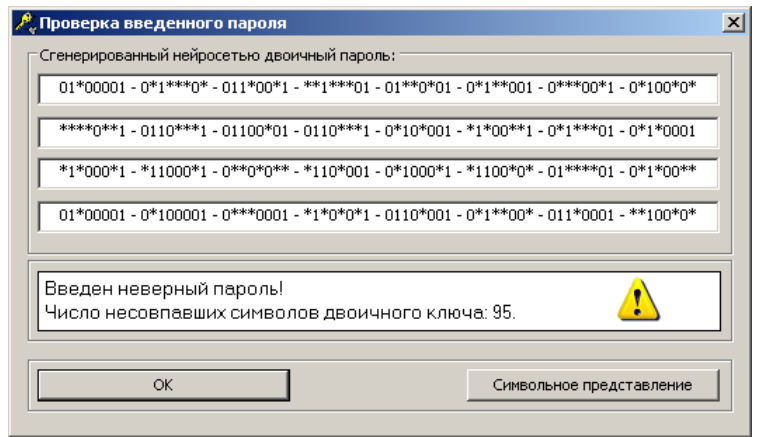 Проверка введенного пароля
Сгенерированный нейросетью двоичный пароль:
01*00001 - 0*1***0* - 011*00*1 - **1***01 - 01**0*01 - 0*1**001 - 0***00*1 - 0*100*0*
****0**1 - 0110***1 - 01100*01 - 0110***1 - 0*10*001 - *1*00**1 - 0*1***01 - 0*1*0001
*1*000*1 - *11000*1 - 0**0*0** - *110*001 - 0*1000*1 - *1100*0* - 01****01 - 0*1*00**
01*00001 - 0*100001 - 0***0001 - *1*0*0*1 - 0110*001 - 0*1**00* - 011*0001 - **100*0*
Введен неверный пароль!
Число несовпавших символов двоичного ключа: 95.
OK
Символьное представление